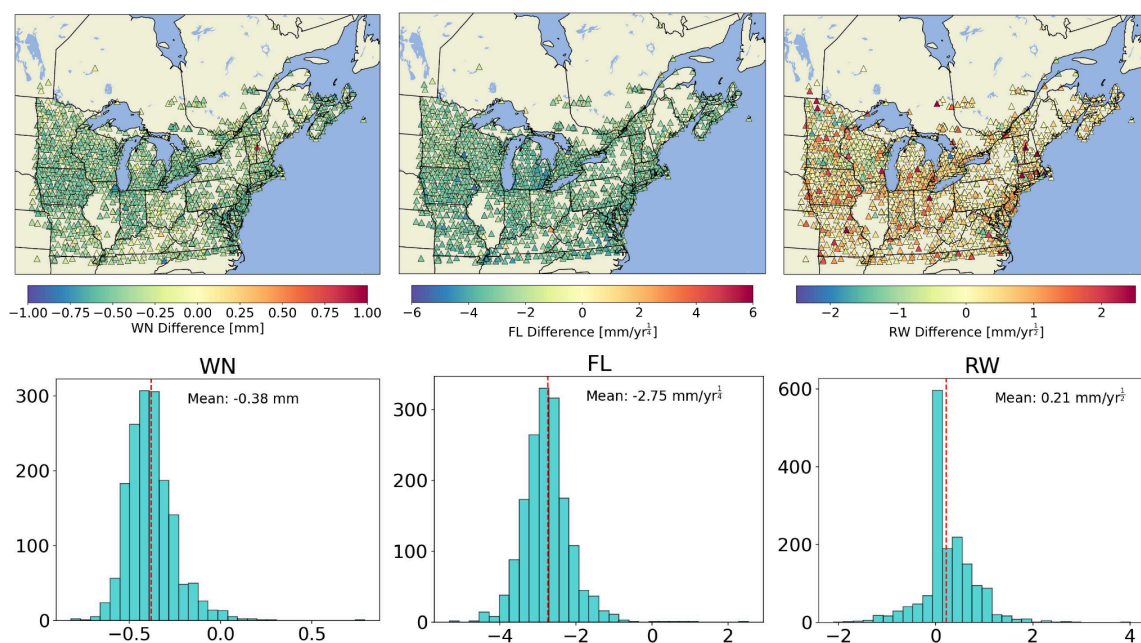 −1.00 −0.75 −0.50 −0.25 0.00 0.25 0.50 0.75 1.00
WN Difference [mm]
−6 −4 −2 0 2 4 6
FL Difference [mm/yr^{1/4}]
−2 −1 0 1 2
RW Difference [mm/yr^{1/2}]
WN
Mean: -0.38 mm
300
200
100
0
−0.5 0.0 0.5
FL
Mean: -2.75 mm/yr^{1/4}
300
200
100
0
−4 −2 0 2
RW
Mean: 0.21 mm/yr^{1/2}
600
400
200
0
−2 0 2 4